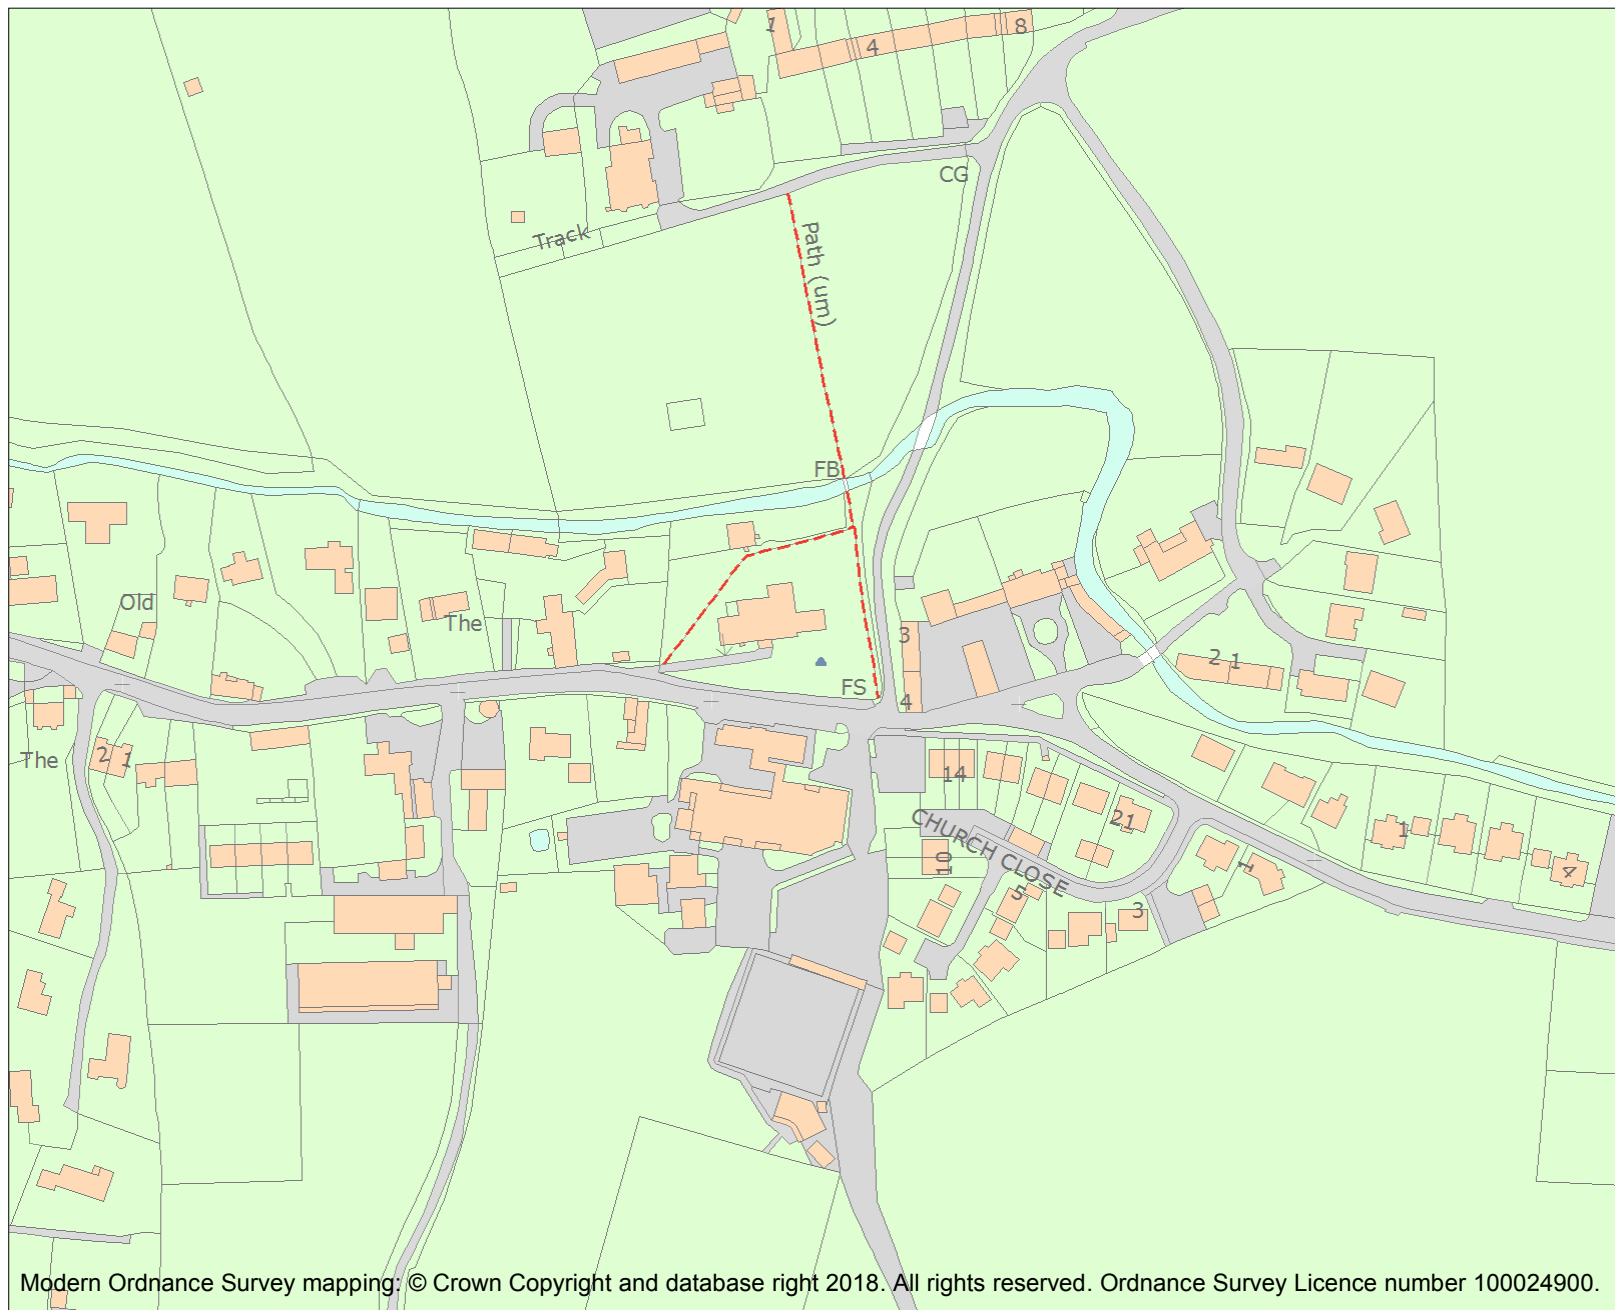 1
4
8
CG
Track
Path (um)
FB
Old
The
3
2 1
FS
4
The
2 1
14
21
CHURCH CLOSE
10
1
1
4
5
3
Modern Ordnance Survey mapping: © Crown Copyright and database right 2018. All rights reserved. Ordnance Survey Licence number 100024900.